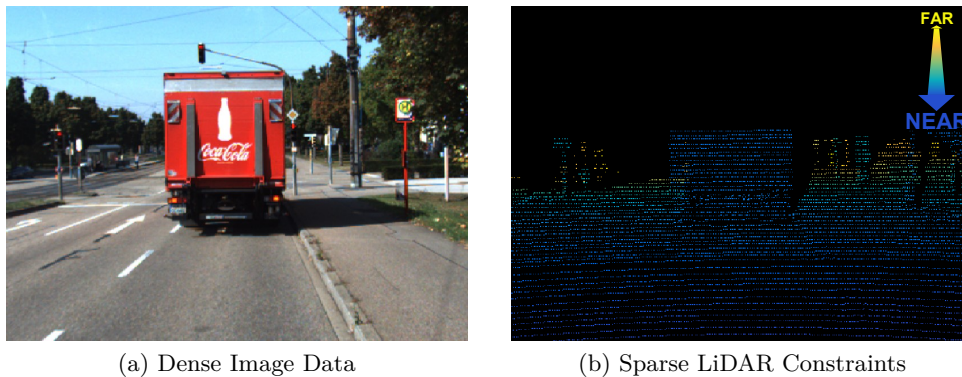 Coca-Cola
H
FAR
NEAR
(a) Dense Image Data
(b) Sparse LiDAR Constraints